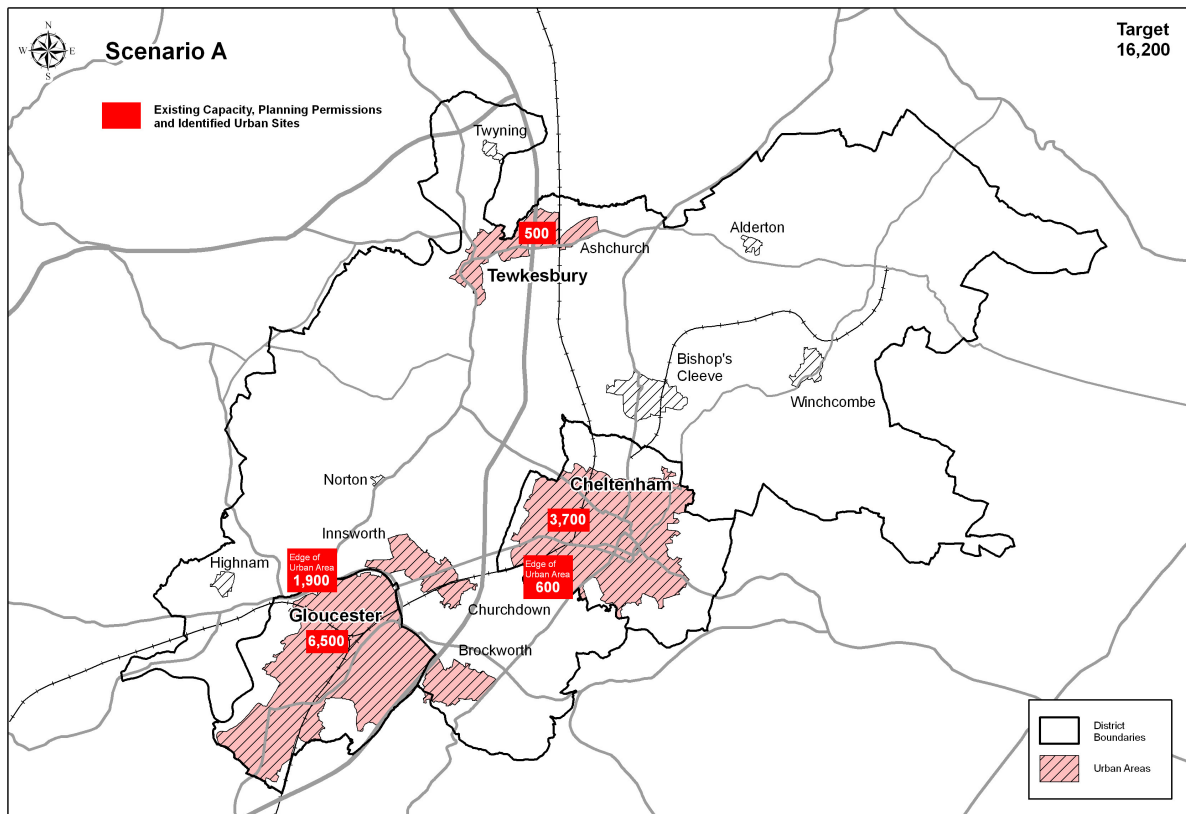 N
W E
S
Scenario A
Target
16,200
Existing Capacity, Planning Permissions
and Identified Urban Sites
Twyning
500
Ashchurch
Alderton
Tewkesbury
Bishop's
Cleeve
Winchcombe
Norton
Cheltenham
3,700
Innsworth
Edge of
Urban Area
1,900
Highnam
Edge of
Urban Area
600
Churchdown
Gloucester
6,500
Brockworth
District
Boundaries
Urban Areas